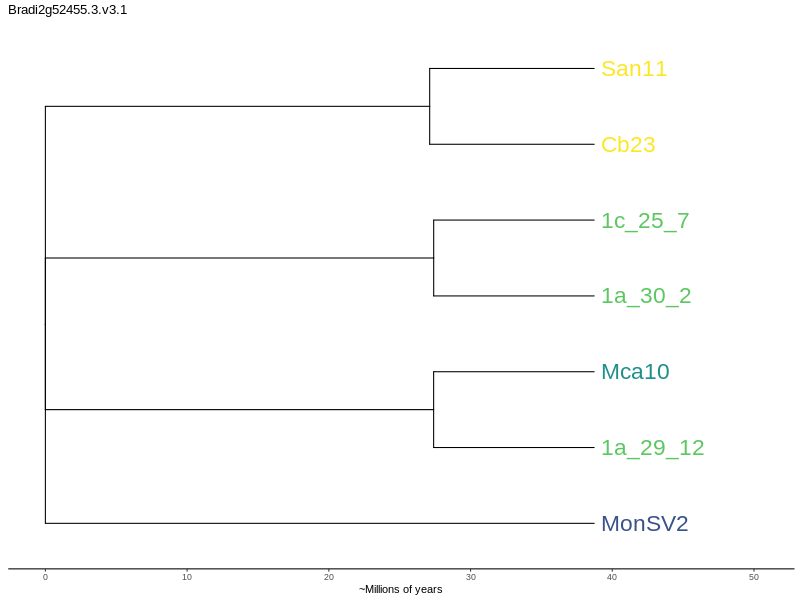 Bradi2g52455.3.v3.1
San11
Cb23
1c_25_7
1a_30_2
Mca10
1a_29_12
MonSV2
0 10 20 30 40 50
~Millions of years